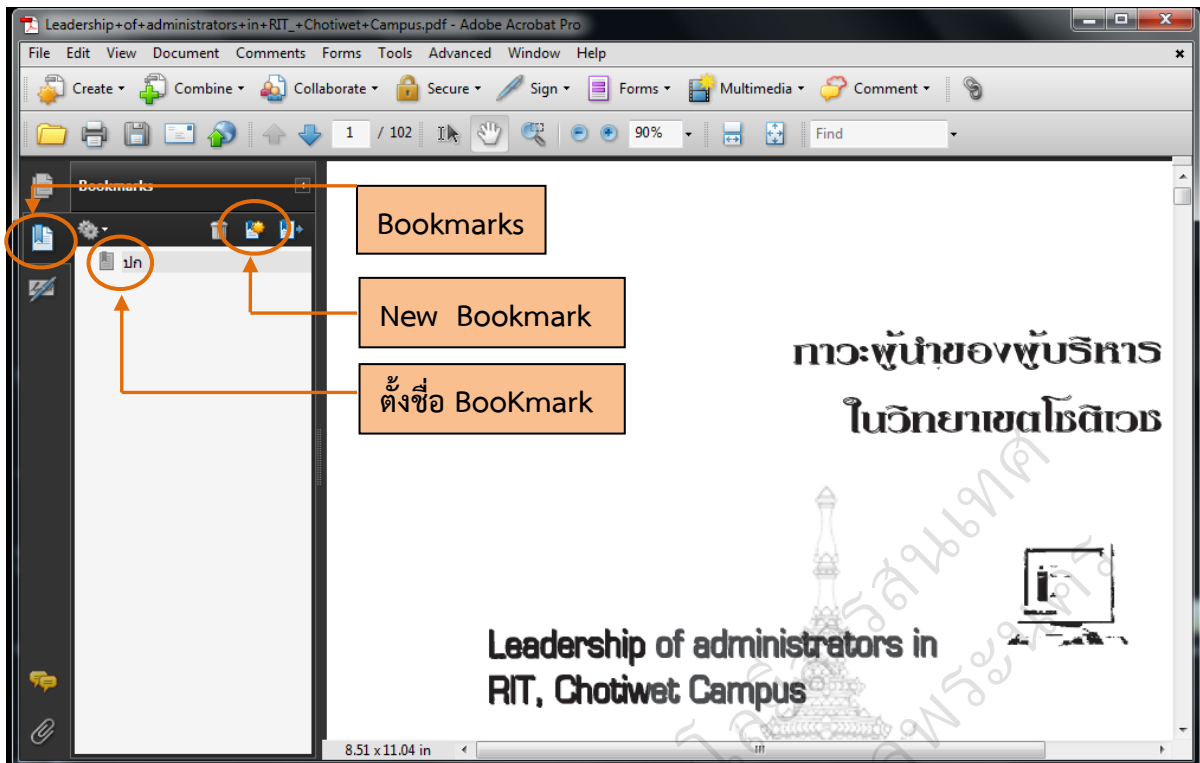 Leadership+of+administrators+in+RIT_+Chotiwet+Campus.pdf - Adobe Acrobat Pro
File Edit View Document Comments Forms Tools Advanced Window Help
Create Combine Collaborate Secure Sign Forms Multimedia Comment
1 / 102 90% Find
Bookmarks
Bookmarks
ปก
New Bookmark
ตั้งชื่อ BooKmark
ภาวะผู้นำของผู้บริหาร
ในวิทยาเขตโชติเวช
Leadership of administrators in
RIT, Chotiwet Campus
8.51 x 11.04 in